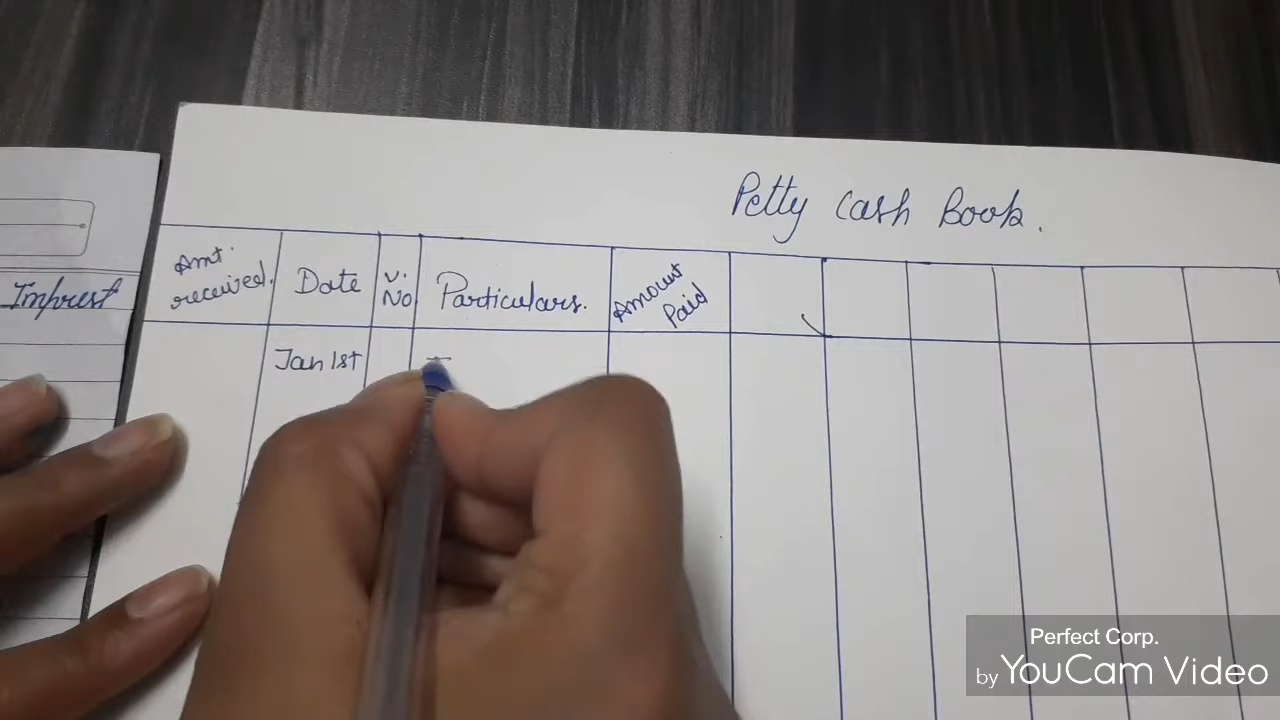 Petty Cash Book.
Imprest
Amt. received.
Date
V. No
Particulars.
Amount Paid
Jan 1st
Perfect Corp.
by YouCam Video